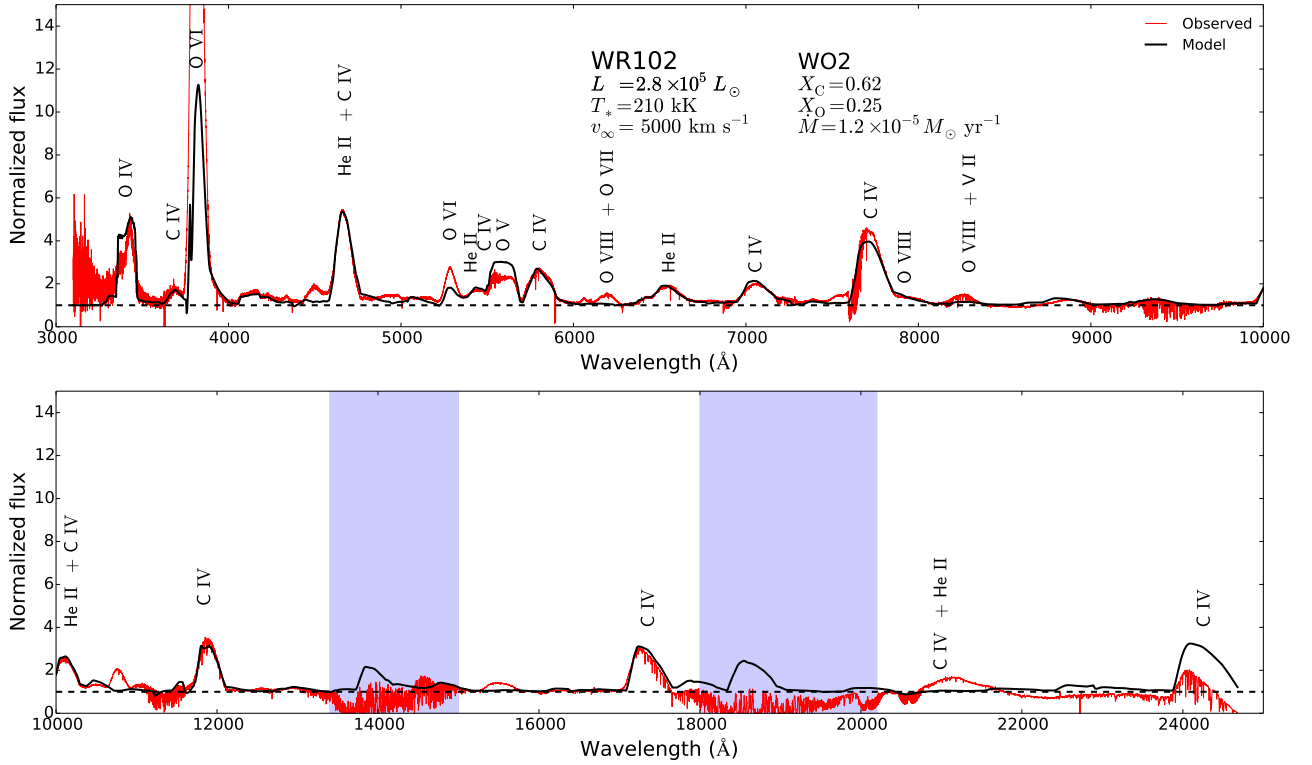 Observed
Model
WR102
L =2.8×10⁵ L☉
T* =210 kK
v∞ = 5000 km s⁻¹
WO2
X_C=0.62
X_O=0.25
Ṁ=1.2×10⁻⁵ M☉ yr⁻¹
O IV
C IV
O VI
He II + C IV
O VI
He II
C IV
O V
C IV
O VIII + O VII
He II
C IV
C IV
O VIII
O VIII + V II
Normalized flux
0
2
4
6
8
10
12
14
3000
4000
5000
6000
7000
8000
9000
10000
Wavelength (Å)
He II + C IV
C IV
C IV
C IV + He II
C IV
Normalized flux
0
2
4
6
8
10
12
14
10000
12000
14000
16000
18000
20000
22000
24000
Wavelength (Å)